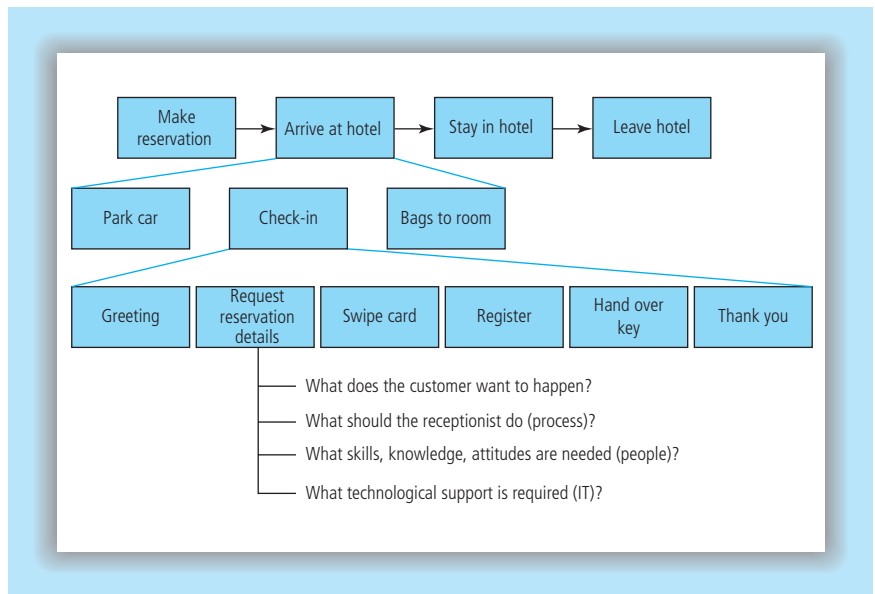 Make
reservation
Arrive at hotel
Stay in hotel
Leave hotel
Park car
Check-in
Bags to room
Greeting
Request
reservation
details
Swipe card
Register
Hand over
key
Thank you
What does the customer want to happen?
What should the receptionist do (process)?
What skills, knowledge, attitudes are needed (people)?
What technological support is required (IT)?